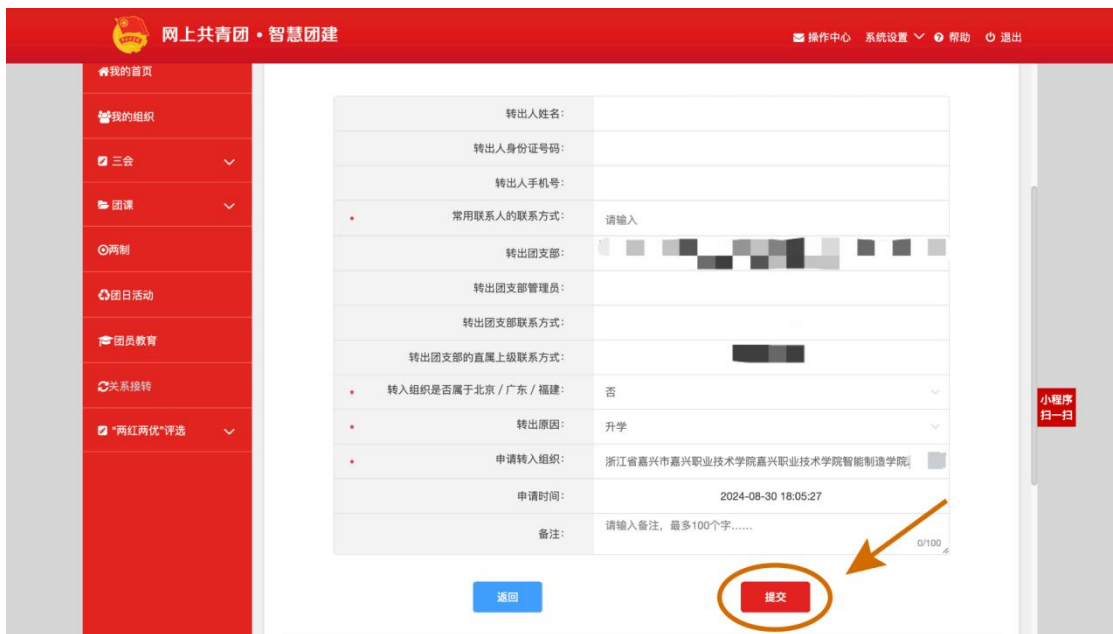 网上共青团·智慧团建
操作中心 系统设置 帮助 退出
我的首页
我的组织
三会
团课
两制
团日活动
团员教育
关系接转
“两红两优”评选
转出人姓名：
转出人身份证号码：
转出人手机号：
* 常用联系人的联系方式： 请输入
转出团支部：
转出团支部管理员：
转出团支部联系方式：
转出团支部的直属上级联系方式：
* 转入组织是否属于北京 / 广东 / 福建： 否
* 转出原因： 升学
* 申请转入组织： 浙江省嘉兴市嘉兴职业技术学院嘉兴职业技术学院智能制造学院
申请时间： 2024-08-30 18:05:27
备注： 请输入备注，最多100个字……
0/100
返回 提交
小程序
扫一扫